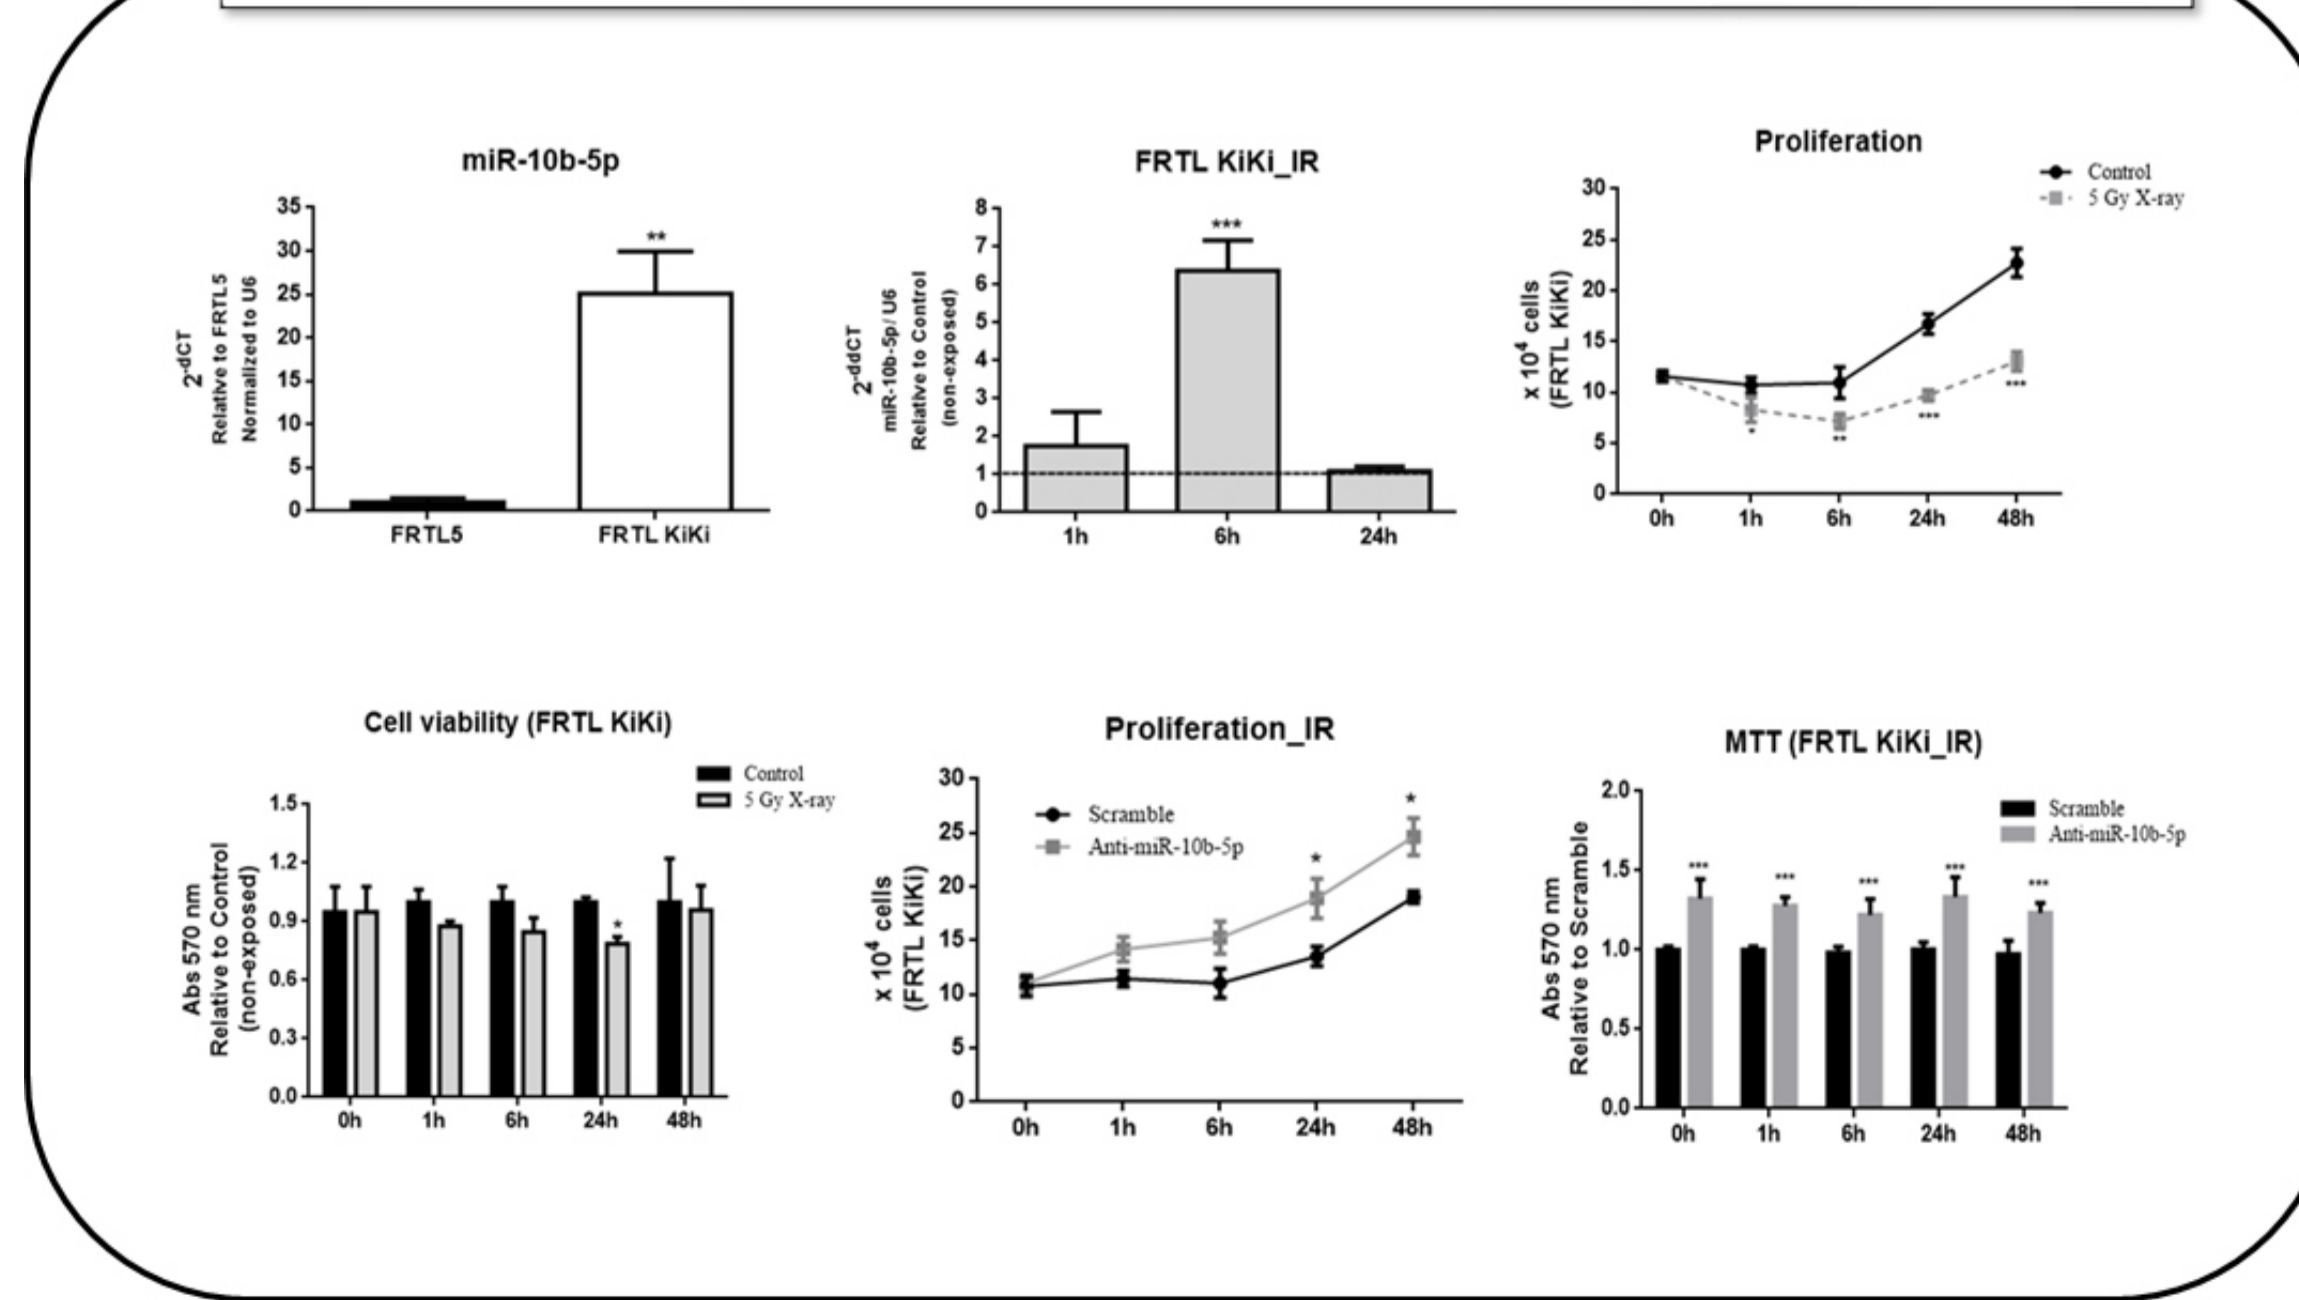 miR-10b-5p
35
30
25
20
15
10
5
0
**
2^-dCT
Relative to FRTL5
Normalized to U6
FRTL5 FRTL KiKi
FRTL KiKi_IR
8
7
6
5
4
3
2
1
0
***
2^-ddCT
miR-10b-5p/ U6
Relative to Control
(non-exposed)
1h 6h 24h
Proliferation
Control
5 Gy X-ray
30
25
20
15
10
5
0
x 10^4 cells
(FRTL KiKi)
* ** *** ***
0h 1h 6h 24h 48h
Cell viability (FRTL KiKi)
Control
5 Gy X-ray
1.5
1.2
0.9
0.6
0.3
0.0
*
Abs 570 nm
Relative to Control
(non-exposed)
0h 1h 6h 24h 48h
Proliferation_IR
Scramble
Anti-miR-10b-5p
30
25
20
15
10
5
0
* *
x 10^4 cells
(FRTL KiKi)
0h 1h 6h 24h 48h
MTT (FRTL KiKi_IR)
Scramble
Anti-miR-10b-5p
2.0
1.5
1.0
0.5
0.0
*** *** *** *** ***
Abs 570 nm
Relative to Scramble
0h 1h 6h 24h 48h